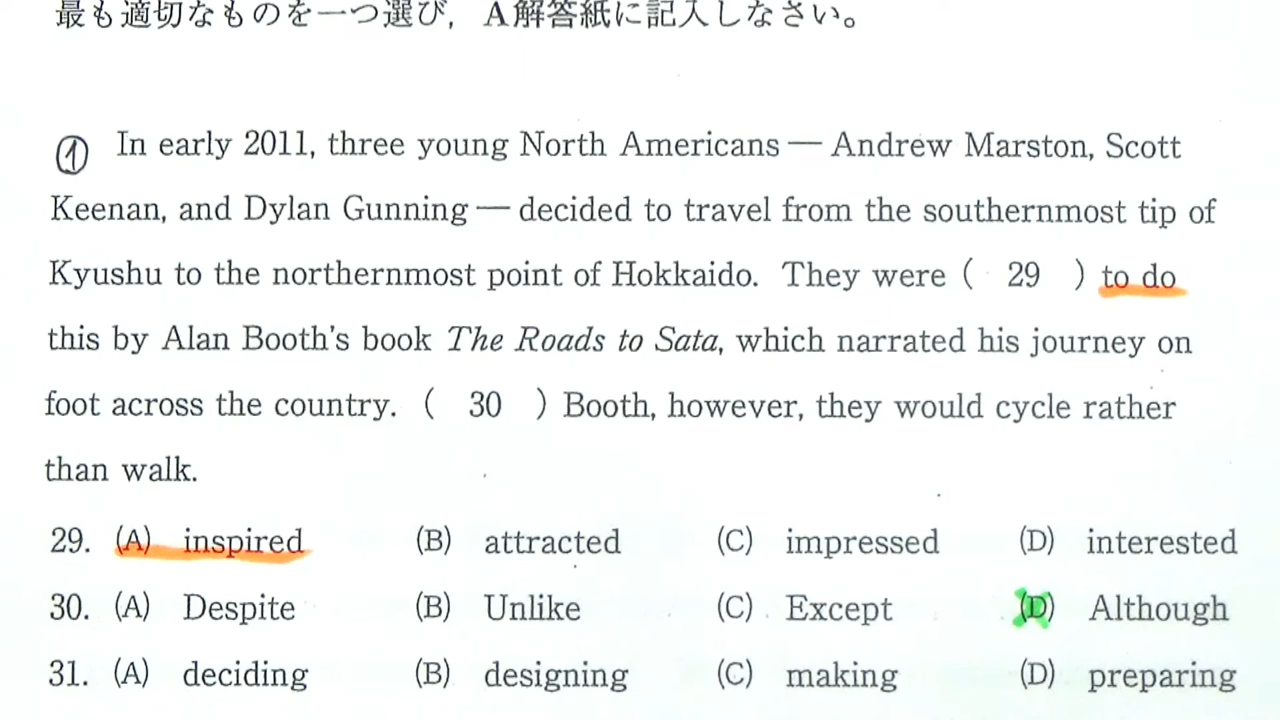 最も適切なものを一つ選び，A解答紙に記入しなさい。
① In early 2011, three young North Americans — Andrew Marston, Scott
Keenan, and Dylan Gunning — decided to travel from the southernmost tip of
Kyushu to the northernmost point of Hokkaido. They were ( 29 ) to do
this by Alan Booth's book The Roads to Sata, which narrated his journey on
foot across the country. ( 30 ) Booth, however, they would cycle rather
than walk.
29. (A) inspired (B) attracted (C) impressed (D) interested
30. (A) Despite (B) Unlike (C) Except (D) Although
31. (A) deciding (B) designing (C) making (D) preparing